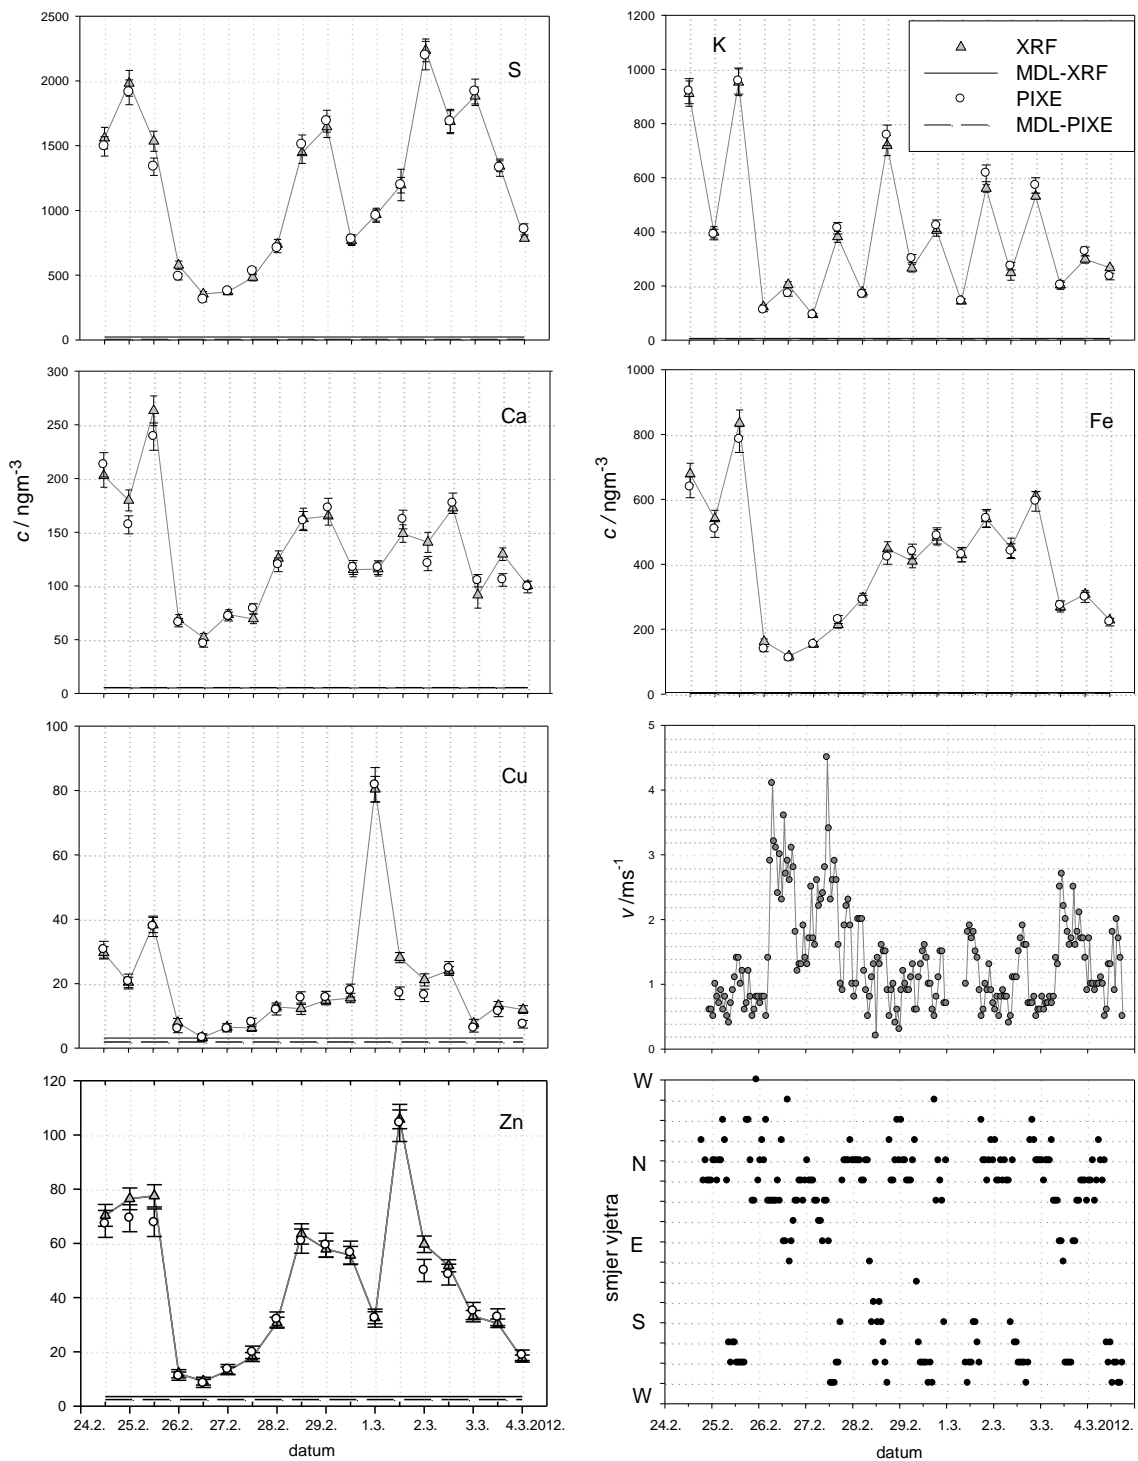 2500
2000
1500
1000
500
0
S
1200
1000
800
600
400
200
0
K
XRF
MDL-XRF
PIXE
MDL-PIXE
300
250
200
150
100
50
0
Ca
c / ngm-3
1000
800
600
400
200
0
Fe
c / ngm-3
100
80
60
40
20
0
Cu
5
4
3
2
1
0
v /ms-1
120
100
80
60
40
20
0
Zn
24.2. 25.2. 26.2. 27.2. 28.2. 29.2. 1.3. 2.3. 4.3.2012.
datum
W
N
E
S
W
smjer vjetra
24.2. 25.2. 26.2. 27.2. 28.2. 29.2. 1.3. 2.3. 3.3. 4.3.2012.
datum